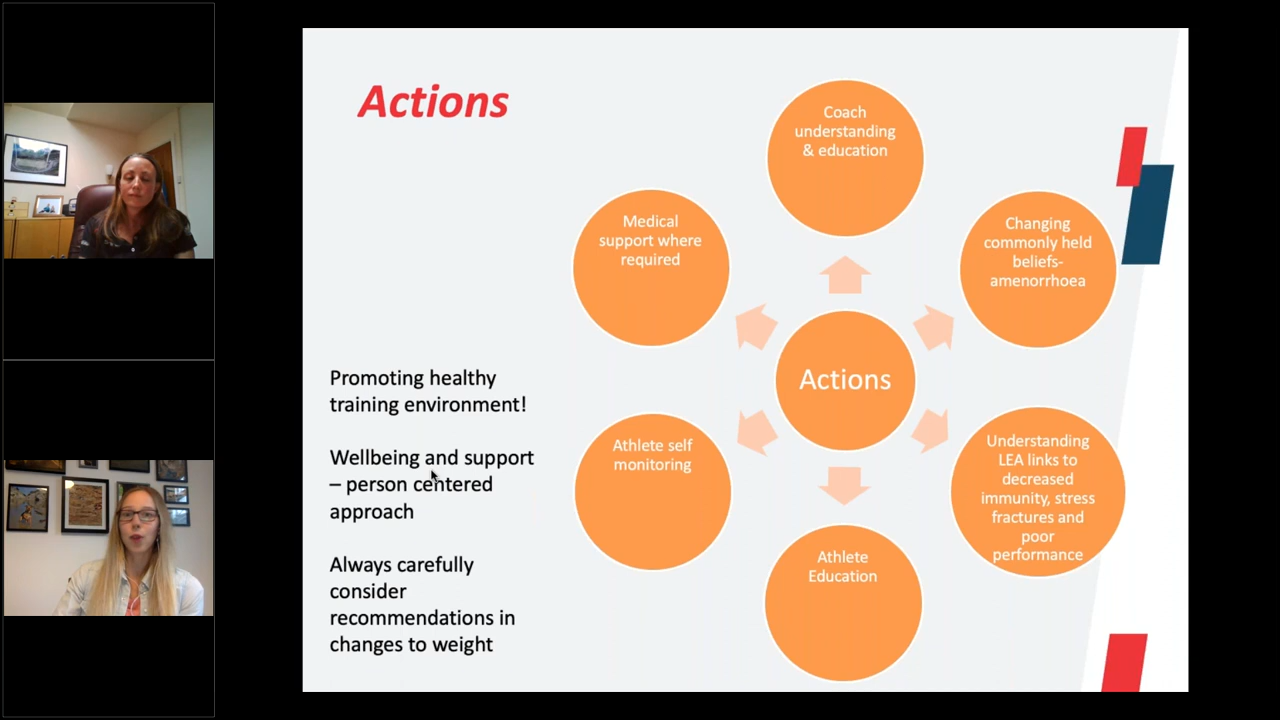 Actions
Promoting healthy
training environment!
Wellbeing and support
– person centered
approach
Always carefully
consider
recommendations in
changes to weight
Coach
understanding
& education
Changing
commonly held
beliefs-
amenorrhoea
Understanding
LEA links to
decreased
immunity, stress
fractures and
poor
performance
Athlete
Education
Athlete self
monitoring
Medical
support where
required
Actions